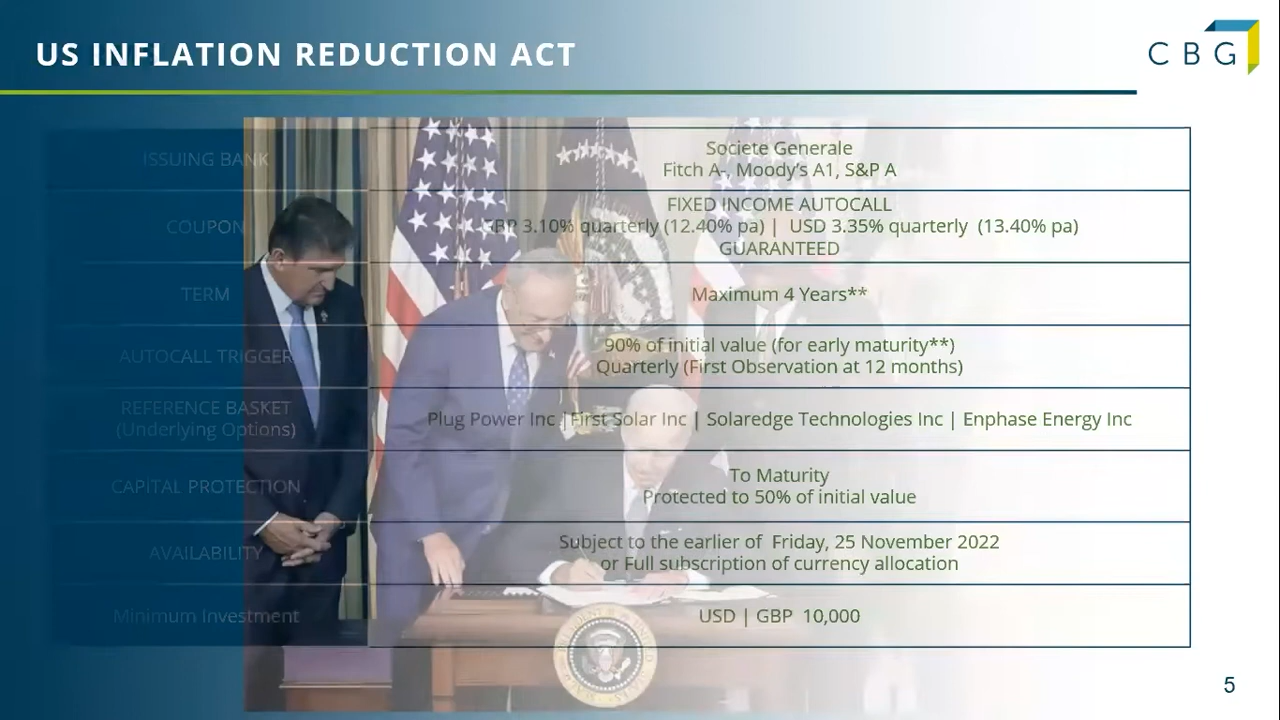 US INFLATION REDUCTION ACT
CBG
ISSUING BANK
Societe Generale
Fitch A-, Moody's A1, S&P A
COUPON
FIXED INCOME AUTOCALL
GBP 3.10% quarterly (12.40% pa) | USD 3.35% quarterly (13.40% pa)
GUARANTEED
TERM
Maximum 4 Years**
AUTOCALL TRIGGER
90% of initial value (for early maturity**)
Quarterly (First Observation at 12 months)
REFERENCE BASKET
(Underlying Options)
Plug Power Inc |First Solar Inc | Solaredge Technologies Inc | Enphase Energy Inc
CAPITAL PROTECTION
To Maturity
Protected to 50% of initial value
AVAILABILITY
Subject to the earlier of Friday, 25 November 2022
or Full subscription of currency allocation
Minimum Investment
USD | GBP 10,000
5